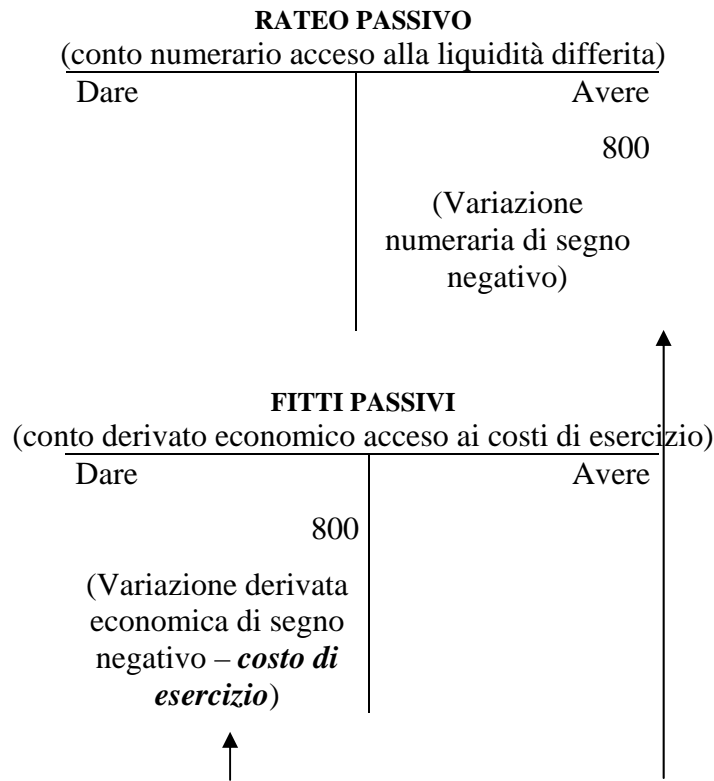 RATEO PASSIVO
(conto numerario acceso alla liquidità differita)
Dare Avere
800
(Variazione
numeraria di segno
negativo)
FITTI PASSIVI
(conto derivato economico acceso ai costi di esercizio)
Dare Avere
800
(Variazione derivata
economica di segno
negativo – costo di
esercizio)